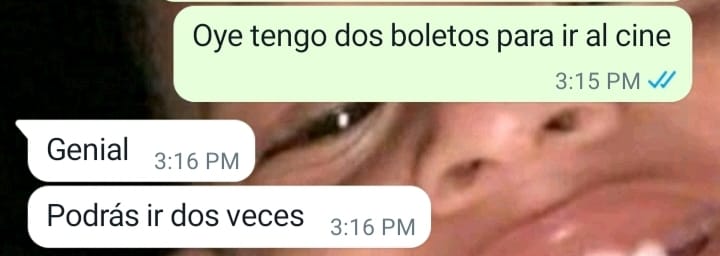 Oye tengo dos boletos para ir al cine
3:15 PM
Genial 3:16 PM
Podrás ir dos veces 3:16 PM